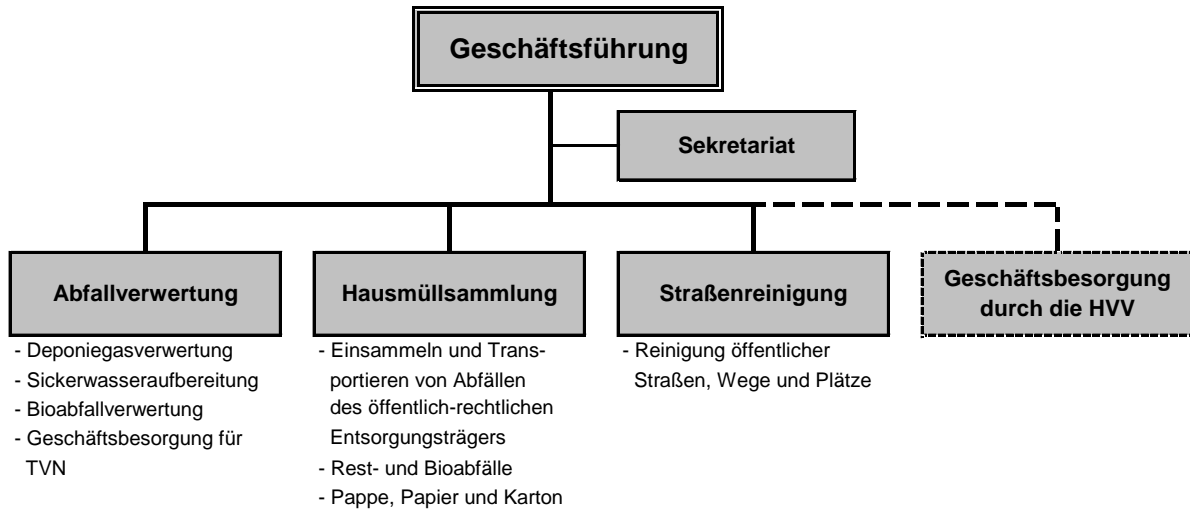 Geschäftsführung
Sekretariat
Abfallverwertung
- Deponiegasverwertung
- Sickerwasseraufbereitung
- Bioabfallverwertung
- Geschäftsbesorgung für
TVN
Hausmüllsammlung
- Einsammeln und Trans-
portieren von Abfällen
des öffentlich-rechtlichen
Entsorgungsträgers
- Rest- und Bioabfälle
- Pappe, Papier und Karton
Straßenreinigung
- Reinigung öffentlicher
Straßen, Wege und Plätze
Geschäftsbesorgung
durch die HVV